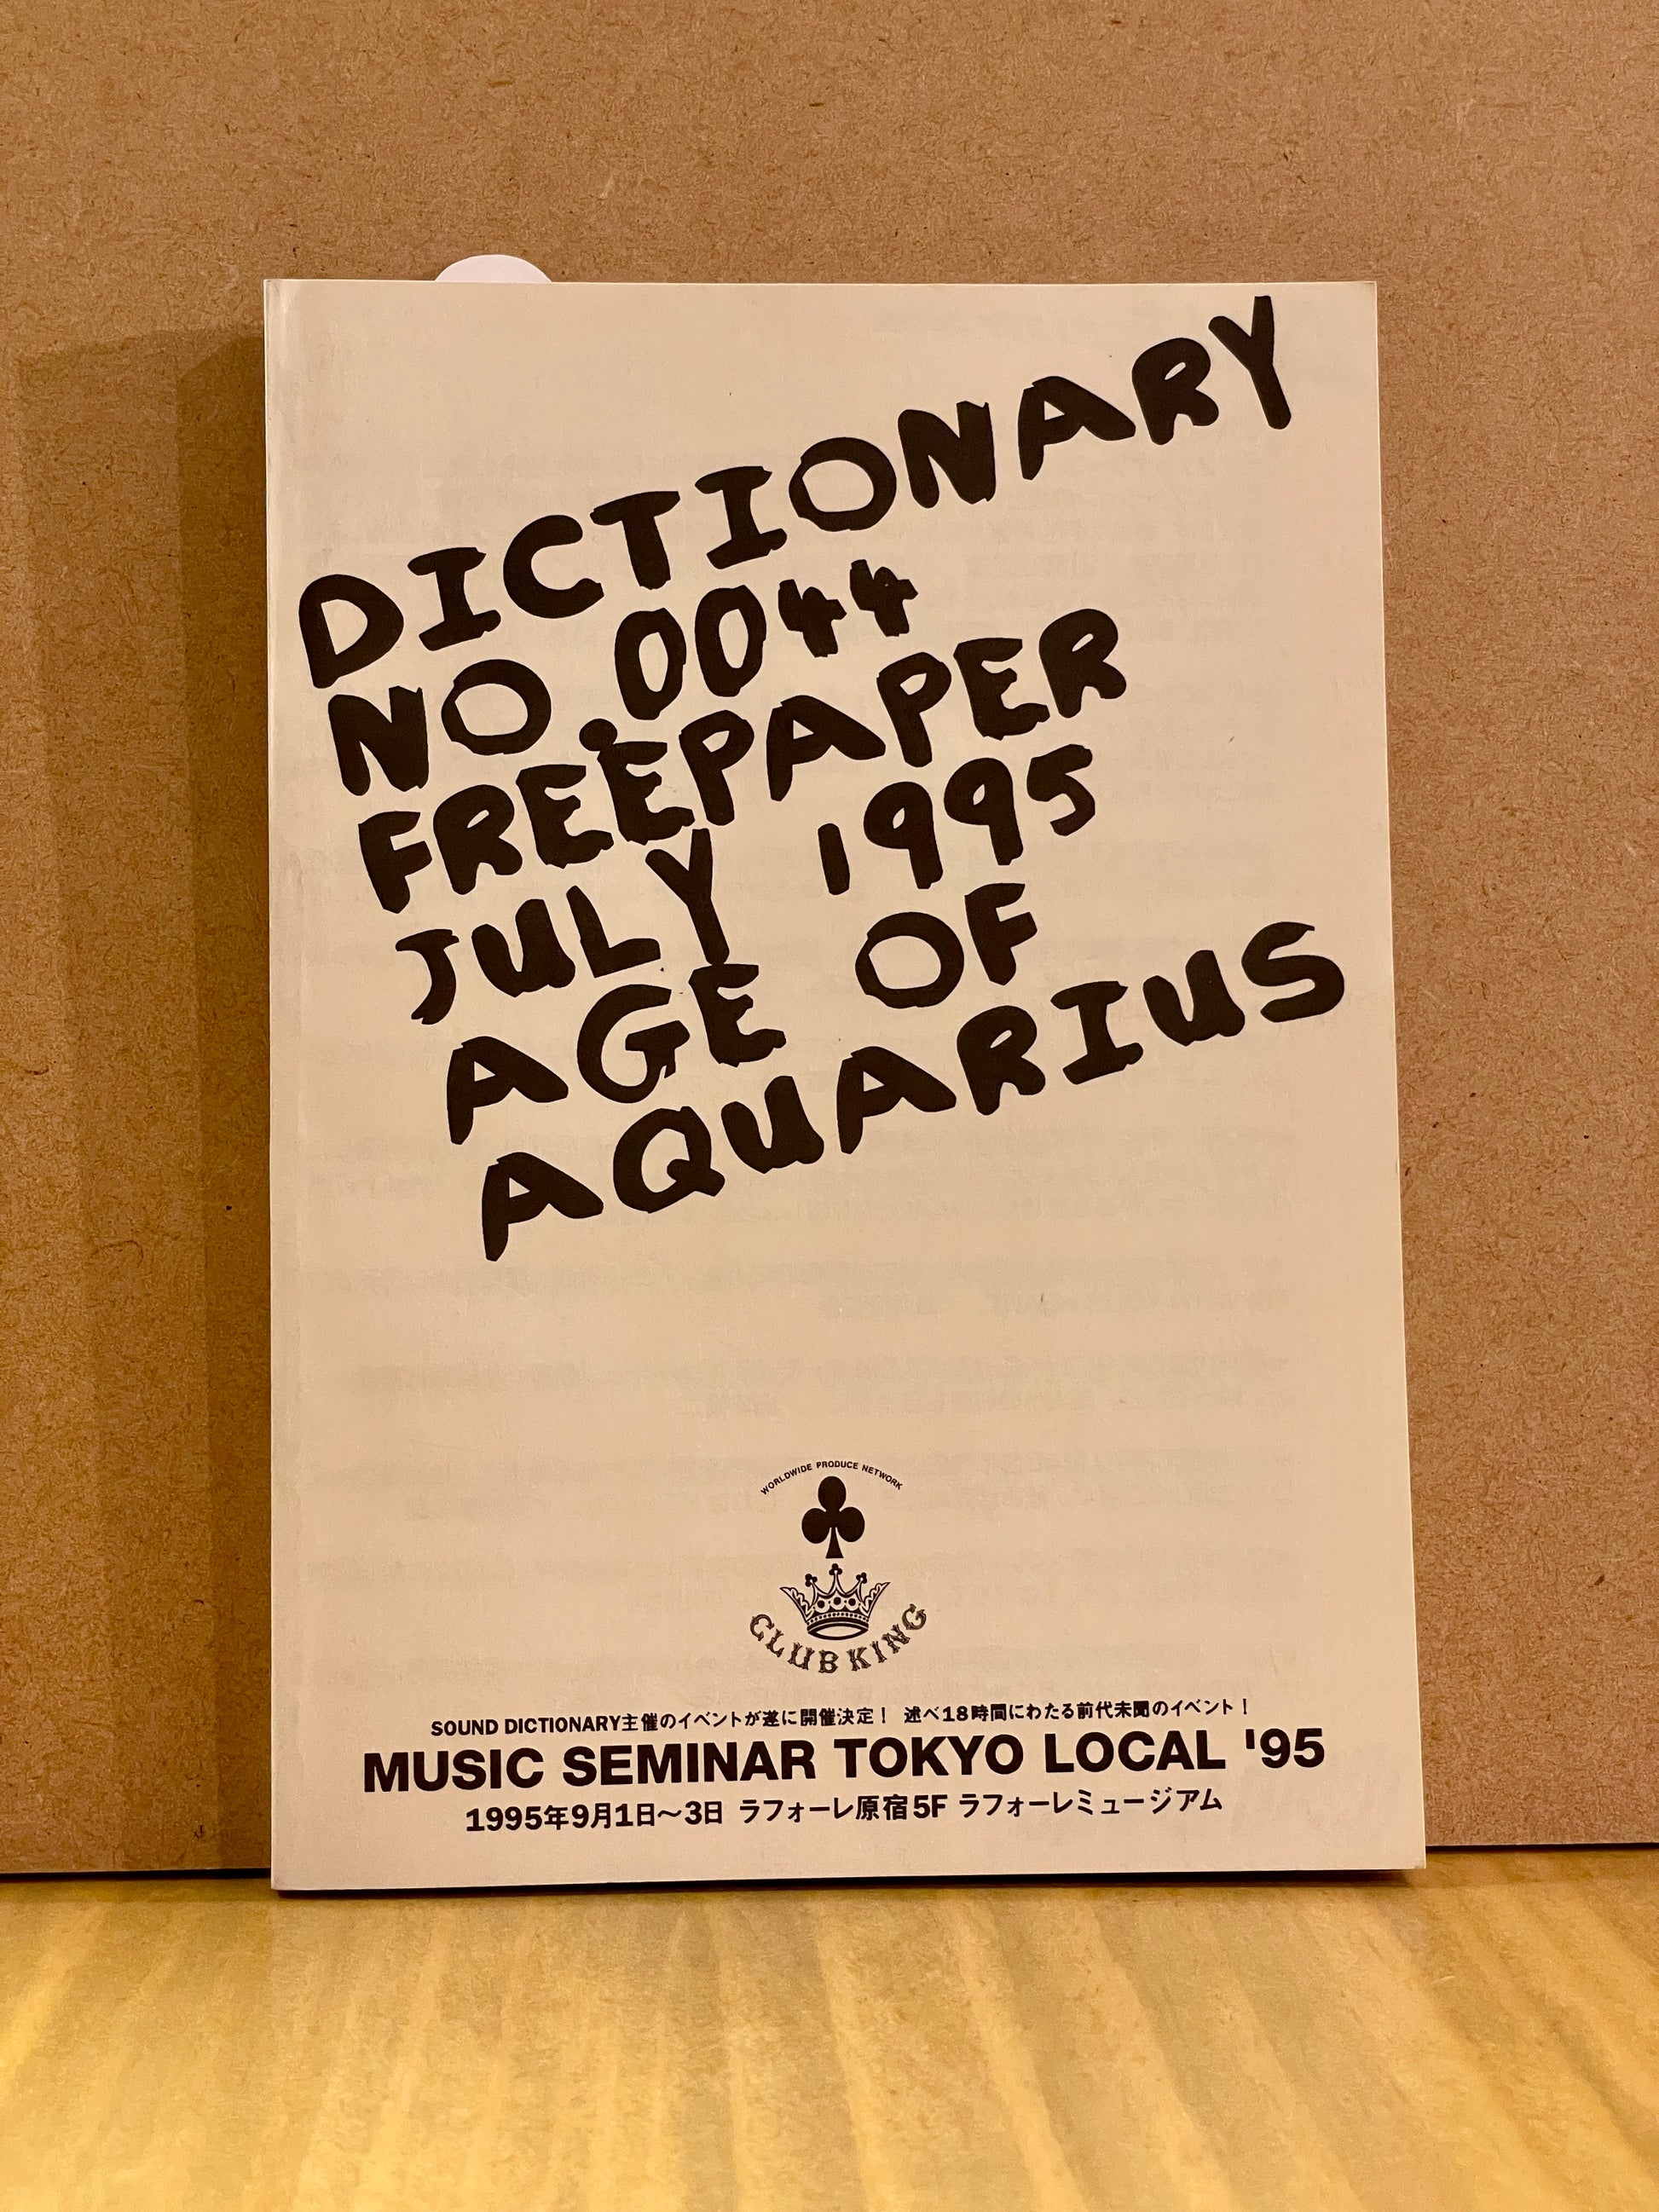 DICTIONARY
NO.0044
FREEPAPER
JULY 1995
AGE OF
AQUARIUS
WORLDWIDE PRODUCE NETWORK
CLUB KING
SOUND DICTIONARY主催のイベントが遂に開催決定！ 述べ18時間にわたる前代未聞のイベント！
MUSIC SEMINAR TOKYO LOCAL '95
1995年9月1日〜3日 ラフォーレ原宿5F ラフォーレミュージアム